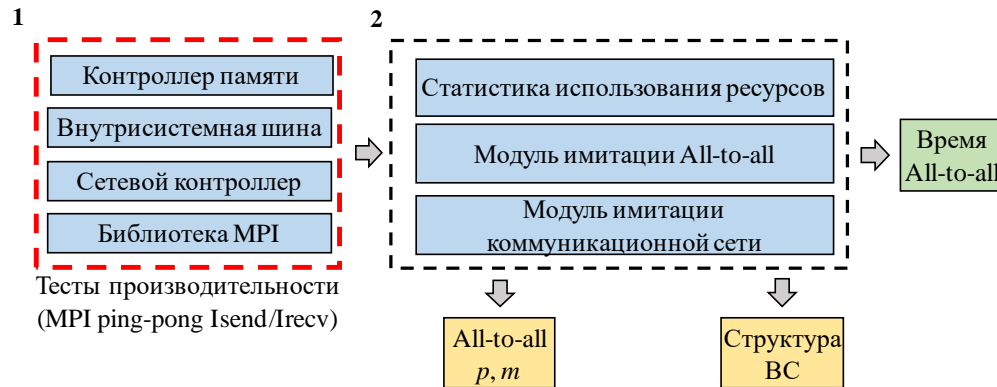 1
2
Контроллер памяти
Внутрисистемная шина
Сетевой контроллер
Библиотека MPI
Тесты производительности
(MPI ping-pong Isend/Irecv)
Статистика использования ресурсов
Модуль имитации All-to-all
Модуль имитации
коммуникационной сети
Время
All-to-all
All-to-all
p, m
Структура
ВС